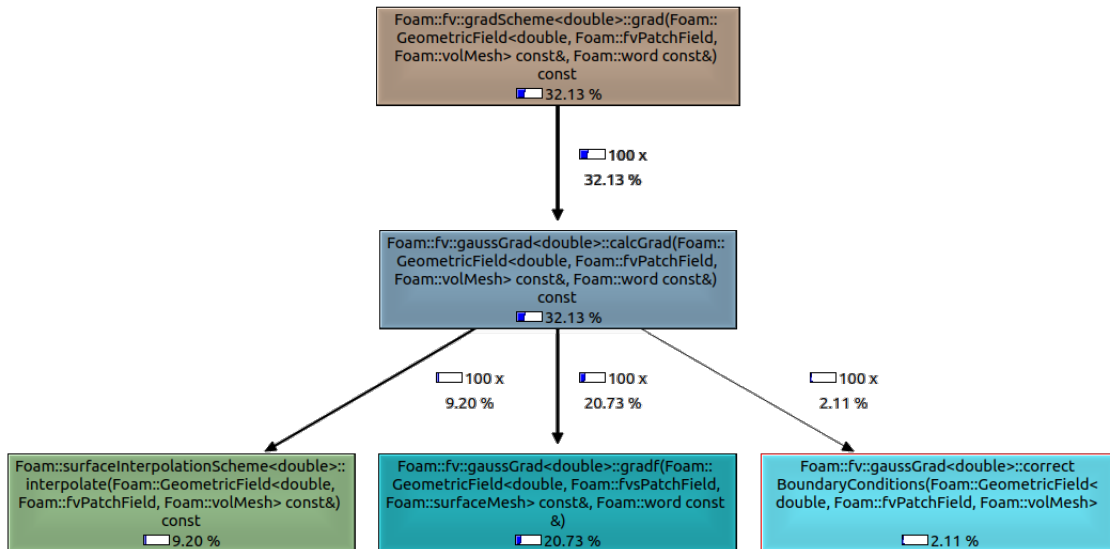 Foam::fv::gradScheme<double>::grad(Foam::
GeometricField<double, Foam::fvPatchField,
Foam::volMesh> const&, Foam::word const&)
const
32.13 %
100 x
32.13 %
Foam::fv::gaussGrad<double>::calcGrad(Foam::
GeometricField<double, Foam::fvPatchField,
Foam::volMesh> const&, Foam::word const&)
const
32.13 %
100 x
9.20 %
100 x
20.73 %
100 x
2.11 %
Foam::surfaceInterpolationScheme<double>::
interpolate(Foam::GeometricField<double,
Foam::fvPatchField, Foam::volMesh> const&)
const
9.20 %
Foam::fv::gaussGrad<double>::gradf(Foam::
GeometricField<double, Foam::fvsPatchField,
Foam::surfaceMesh> const&, Foam::word const
&)
20.73 %
Foam::fv::gaussGrad<double>::correct
BoundaryConditions(Foam::GeometricField<
double, Foam::fvPatchField, Foam::volMesh>
2.11 %